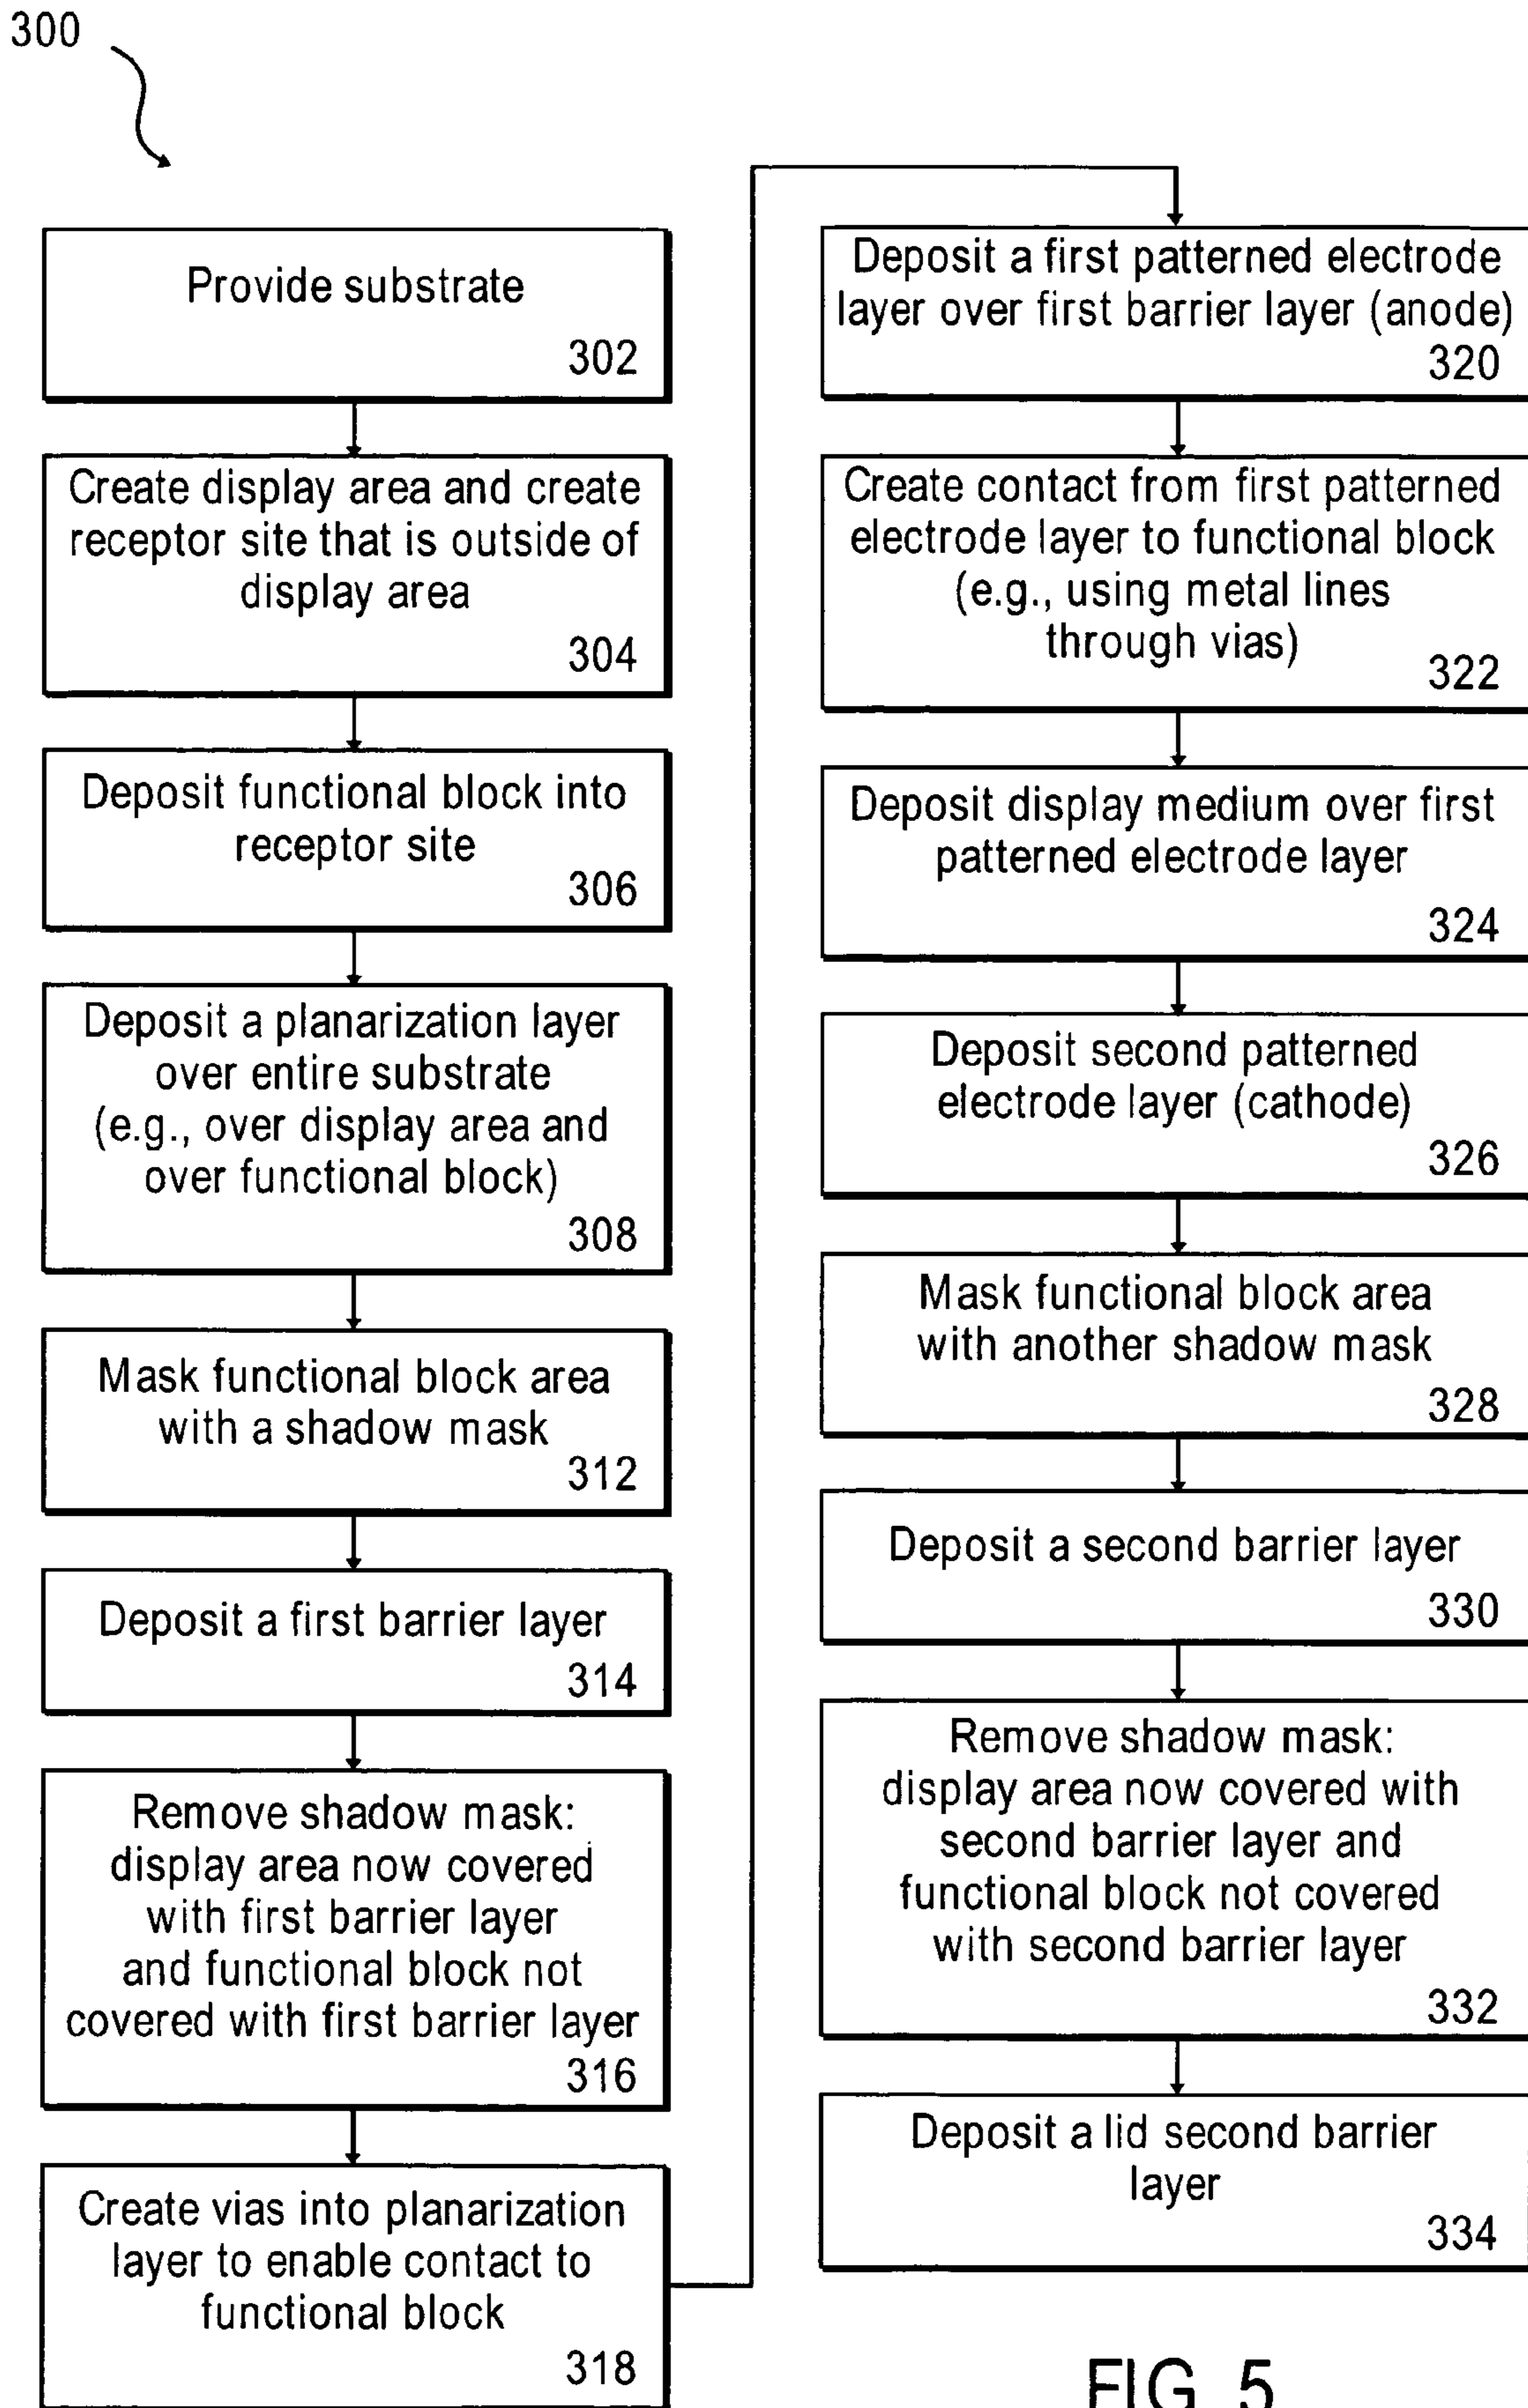 300
Provide substrate
302
Create display area and create
receptor site that is outside of
display area
304
Deposit functional block into
receptor site
306
Deposit a planarization layer
over entire substrate
(e.g., over display area and
over functional block)
308
Mask functional block area
with a shadow mask
312
Deposit a first barrier layer
314
Remove shadow mask:
display area now covered
with first barrier layer
and functional block not
covered with first barrier layer
316
Create vias into planarization
layer to enable contact to
functional block
318
Deposit a first patterned electrode
layer over first barrier layer (anode)
320
Create contact from first patterned
electrode layer to functional block
(e.g., using metal lines
through vias)
322
Deposit display medium over first
patterned electrode layer
324
Deposit second patterned
electrode layer (cathode)
326
Mask functional block area
with another shadow mask
328
Deposit a second barrier layer
330
Remove shadow mask:
display area now covered with
second barrier layer and
functional block not covered
with second barrier layer
332
Deposit a lid second barrier
layer
334
FIG. 5